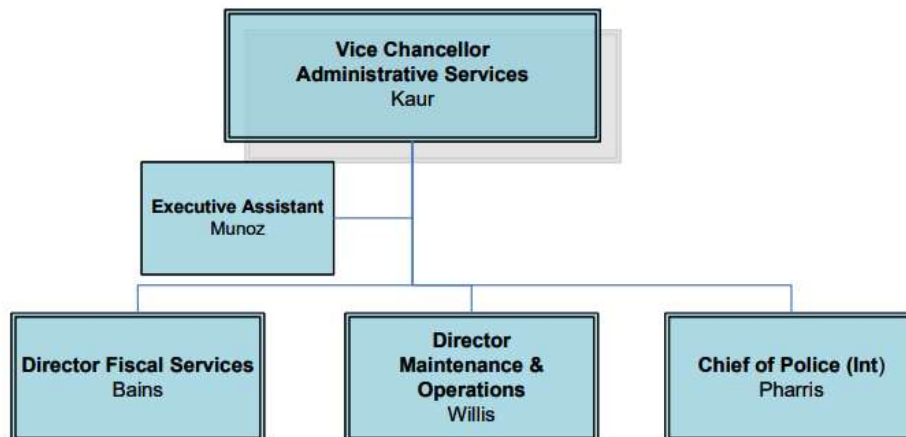 Vice Chancellor
Administrative Services
Kaur
Executive Assistant
Munoz
Director Fiscal Services
Bains
Director
Maintenance &
Operations
Willis
Chief of Police (Int)
Pharris